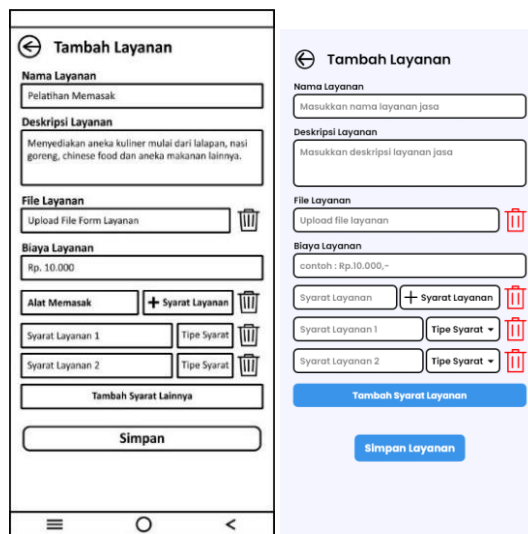 Tambah Layanan
Nama Layanan
Pelatihan Memasak
Deskripsi Layanan
Menyediakan aneka kuliner mulai dari lalapan, nasi
goreng, chinese food dan aneka makanan lainnya.
File Layanan
Upload File Form Layanan
Biaya Layanan
Rp. 10.000
Alat Memasak
+ Syarat Layanan
Syarat Layanan 1
Tipe Syarat
Syarat Layanan 2
Tipe Syarat
Tambah Syarat Lainnya
Simpan
Tambah Layanan
Nama Layanan
Masukkan nama layanan jasa
Deskripsi Layanan
Masukkan deskripsi layanan jasa
File Layanan
Upload file layanan
Biaya Layanan
contoh : Rp.10.000,-
Syarat Layanan
+ Syarat Layanan
Syarat Layanan 1
Tipe Syarat
Syarat Layanan 2
Tipe Syarat
Tambah Syarat Layanan
Simpan Layanan